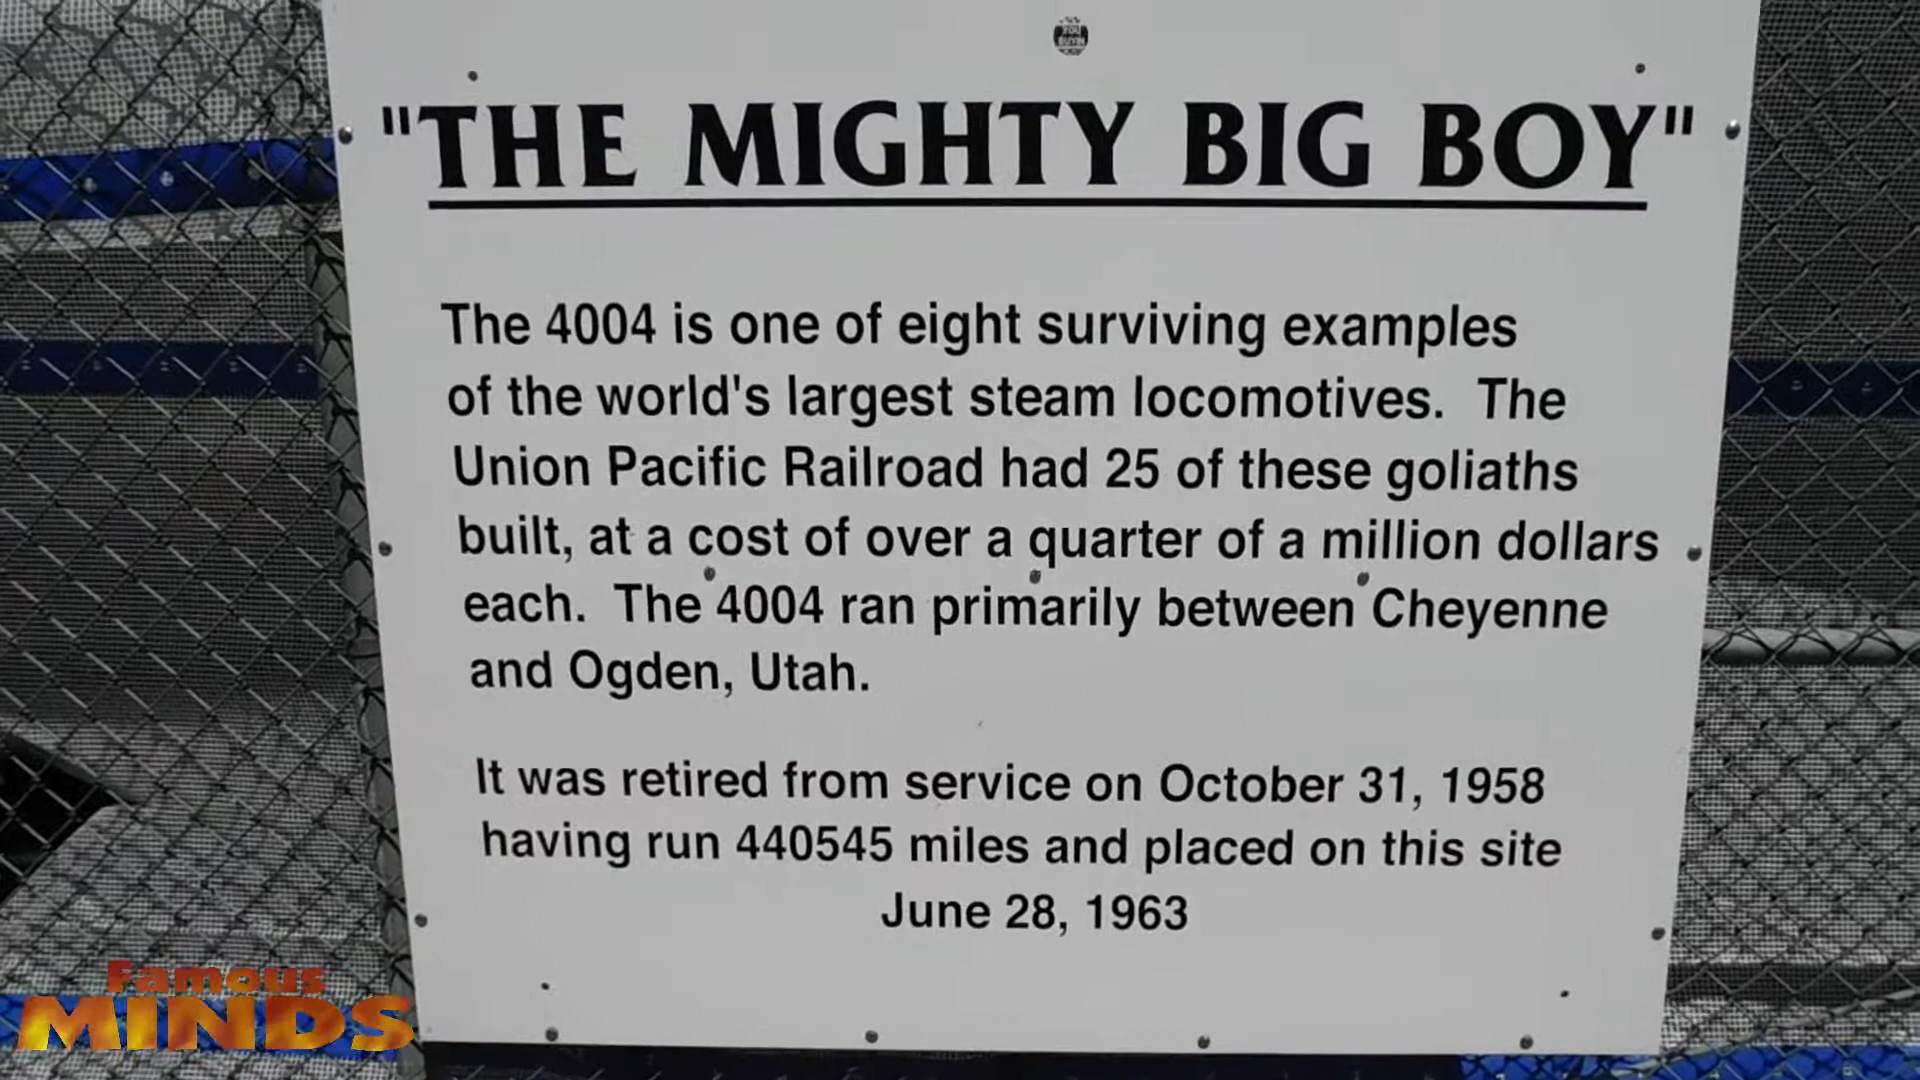 "THE MIGHTY BIG BOY"
The 4004 is one of eight surviving examples
of the world's largest steam locomotives. The
Union Pacific Railroad had 25 of these goliaths
built, at a cost of over a quarter of a million dollars
each. The 4004 ran primarily between Cheyenne
and Ogden, Utah.
It was retired from service on October 31, 1958
having run 440545 miles and placed on this site
June 28, 1963
Famous
MINDS